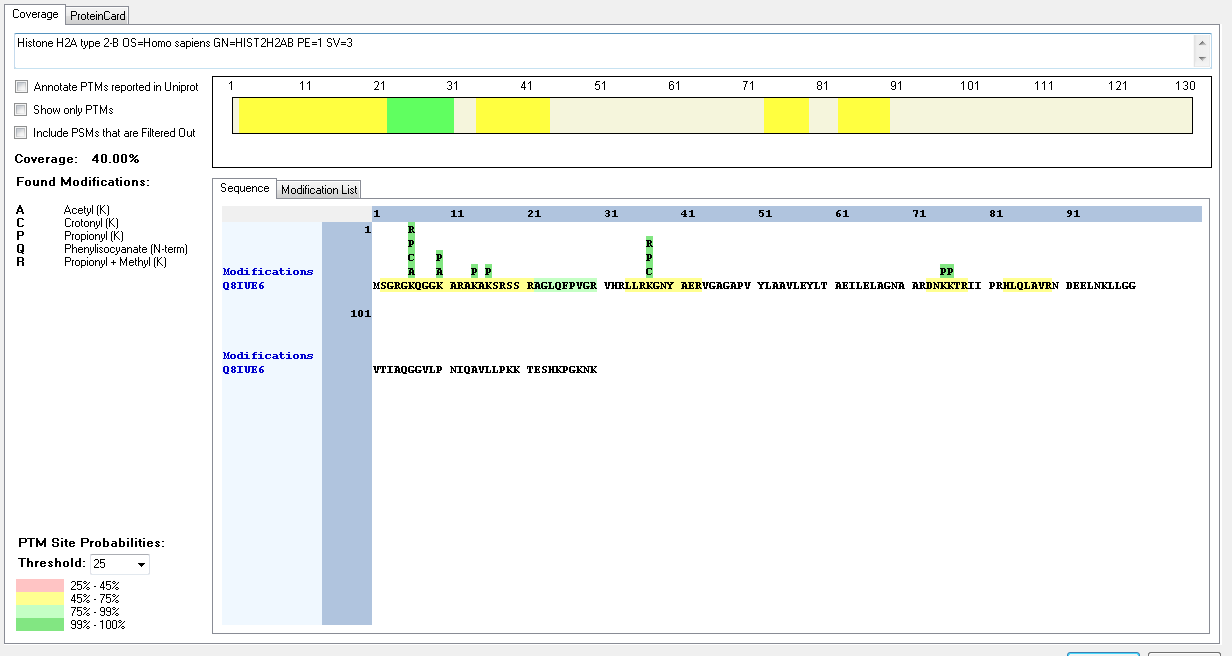 Coverage ProteinCard
Histone H2A type 2-B OS=Homo sapiens GN=HIST2H2AB PE=1 SV=3
Annotate PTMs reported in Uniprot
Show only PTMs
Include PSMs that are Filtered Out
Coverage: 40.00%
Found Modifications:
A Acetyl (K)
C Crotonyl (K)
P Propionyl (K)
Q Phenylisocyanate (N-term)
R Propionyl + Methyl (K)
PTM Site Probabilities:
Threshold: 25
25% - 45%
45% - 75%
75% - 99%
99% - 100%
1 11 21 31 41 51 61 71 81 91 101 111 121 130
Sequence Modification List
1 11 21 31 41 51 61 71 81 91
1 R
P R
C P P
Modifications A A P P C PP
Q8IUE6 MSGRGKQGGK ARAKAKSRSS RAGLQFPVGR VHRLLRKGNY AERVGAGAPV YLAAVLEYLT AEILELAGNA ARDNKKTRII PRHLQLAVRN DEELNKLLGG
101
Modifications
Q8IUE6 VTIAQGGVLP NIQAVLLPKK TESHKPGKNK